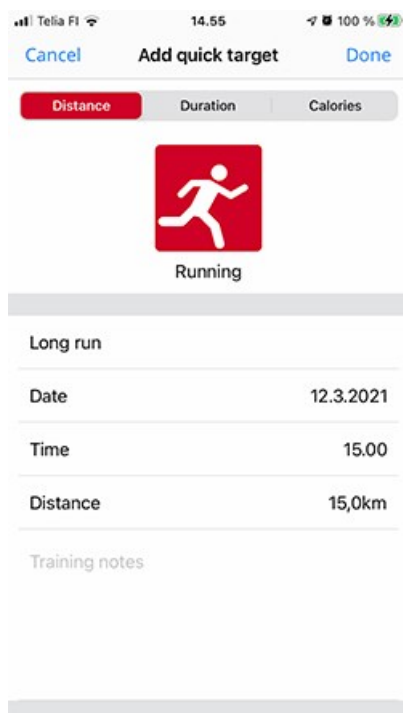 Telia FI 14.55 100 %
Cancel Add quick target Done
Distance Duration Calories
Running
Long run
Date 12.3.2021
Time 15.00
Distance 15,0km
Training notes